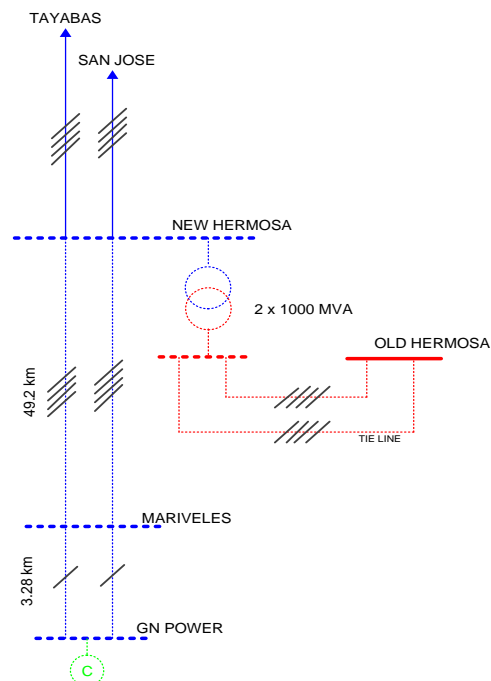 TAYABAS
SAN JOSE
NEW HERMOSA
2 x 1000 MVA
OLD HERMOSA
49.2 km
TIE LINE
MARIVELES
3.28 km
GN POWER
C